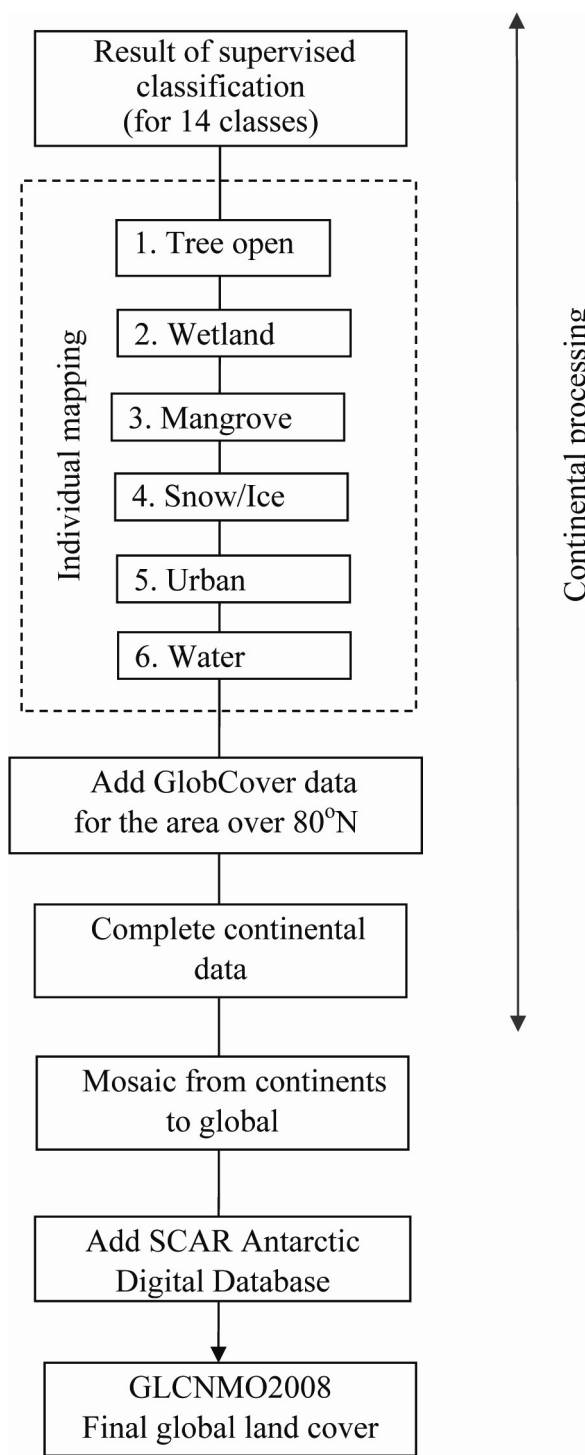 Result of supervised
classification
(for 14 classes)
1. Tree open
2. Wetland
3. Mangrove
4. Snow/Ice
5. Urban
6. Water
Individual mapping
Add GlobCover data
for the area over 80°N
Complete continental
data
Continental processing
Mosaic from continents
to global
Add SCAR Antarctic
Digital Database
GLCNMO2008
Final global land cover